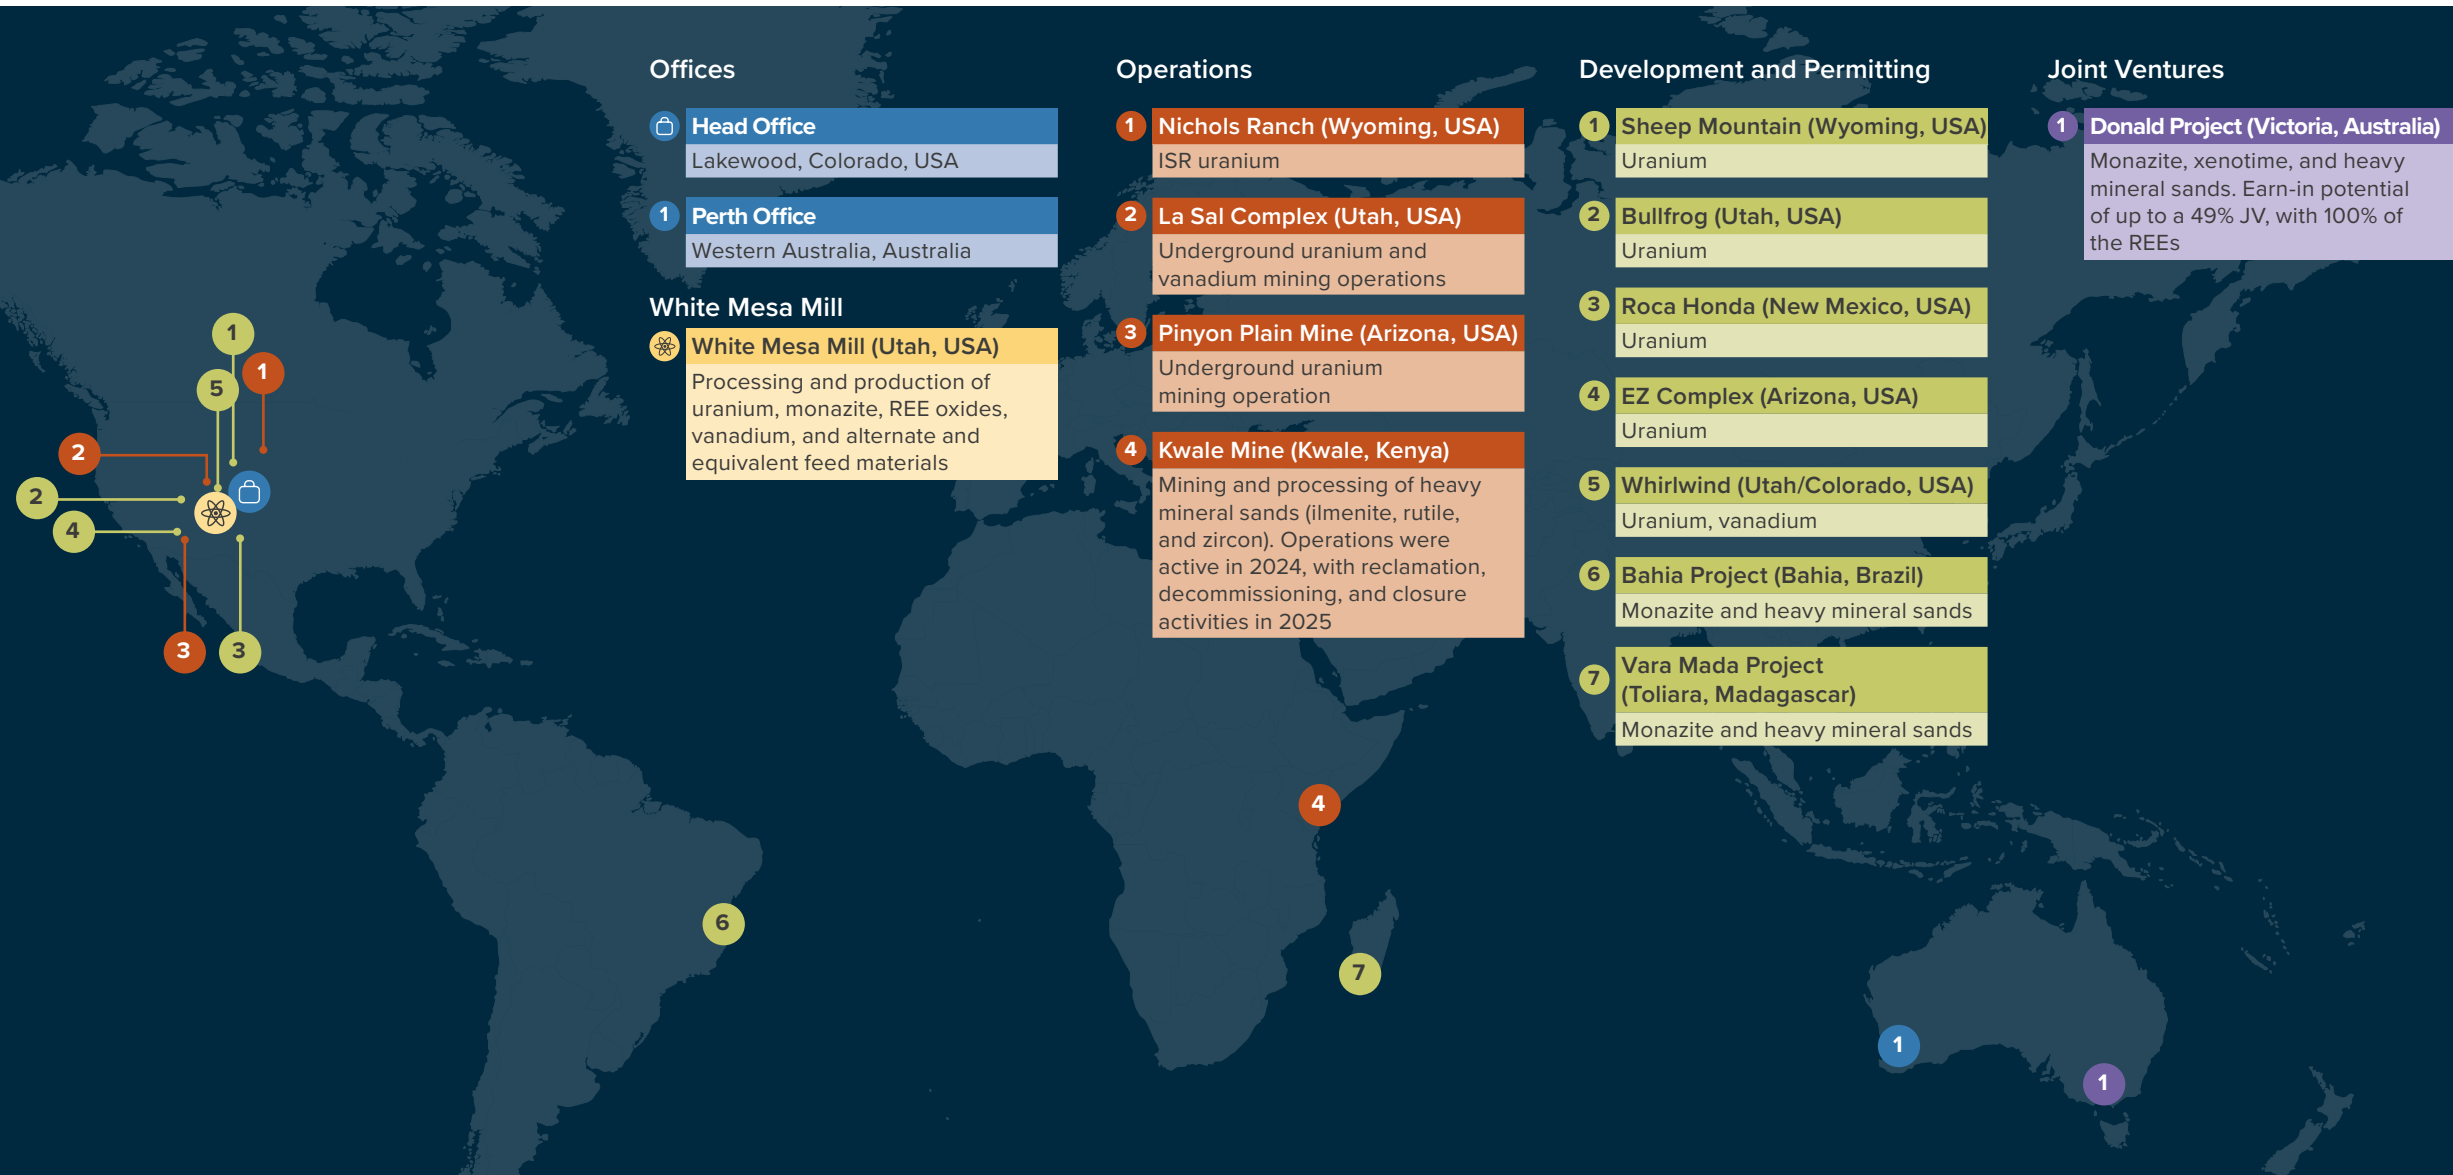 Offices
Head Office
Lakewood, Colorado, USA
1 Perth Office
Western Australia, Australia
White Mesa Mill
White Mesa Mill (Utah, USA)
Processing and production of
uranium, monazite, REE oxides,
vanadium, and alternate and
equivalent feed materials
Operations
1 Nichols Ranch (Wyoming, USA)
ISR uranium
2 La Sal Complex (Utah, USA)
Underground uranium and
vanadium mining operations
3 Pinyon Plain Mine (Arizona, USA)
Underground uranium
mining operation
4 Kwale Mine (Kwale, Kenya)
Mining and processing of heavy
mineral sands (ilmenite, rutile,
and zircon). Operations were
active in 2024, with reclamation,
decommissioning, and closure
activities in 2025
Development and Permitting
1 Sheep Mountain (Wyoming, USA)
Uranium
2 Bullfrog (Utah, USA)
Uranium
3 Roca Honda (New Mexico, USA)
Uranium
4 EZ Complex (Arizona, USA)
Uranium
5 Whirlwind (Utah/Colorado, USA)
Uranium, vanadium
6 Bahia Project (Bahia, Brazil)
Monazite and heavy mineral sands
7 Vara Mada Project
(Toliara, Madagascar)
Monazite and heavy mineral sands
Joint Ventures
1 Donald Project (Victoria, Australia)
Monazite, xenotime, and heavy
mineral sands. Earn-in potential
of up to a 49% JV, with 100% of
the REEs
1
1
5
2
2
4
3
3
4
6
7
1
1